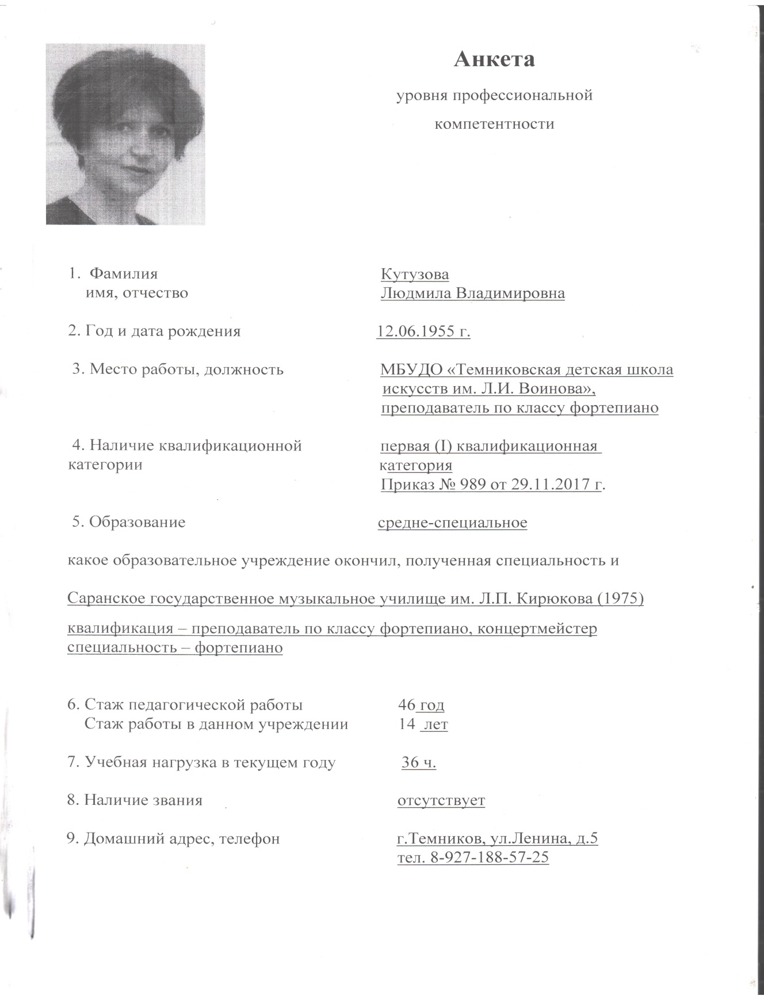 Анкета
уровня профессиональной
компетентности
1. Фамилия Кутузова
имя, отчество Людмила Владимировна
2. Год и дата рождения 12.06.1955 г.
3. Место работы, должность МБУДО «Темниковская детская школа
искусств им. Л.И. Воинова»,
преподаватель по классу фортепиано
4. Наличие квалификационной первая (I) квалификационная
категории категория
Приказ № 989 от 29.11.2017 г.
5. Образование средне-специальное
какое образовательное учреждение окончил, полученная специальность и
Саранское государственное музыкальное училище им. Л.П. Кирюкова (1975)
квалификация – преподаватель по классу фортепиано, концертмейстер
специальность – фортепиано
6. Стаж педагогической работы 46 год
Стаж работы в данном учреждении 14 лет
7. Учебная нагрузка в текущем году 36 ч.
8. Наличие звания отсутствует
9. Домашний адрес, телефон г.Темников, ул.Ленина, д.5
тел. 8-927-188-57-25